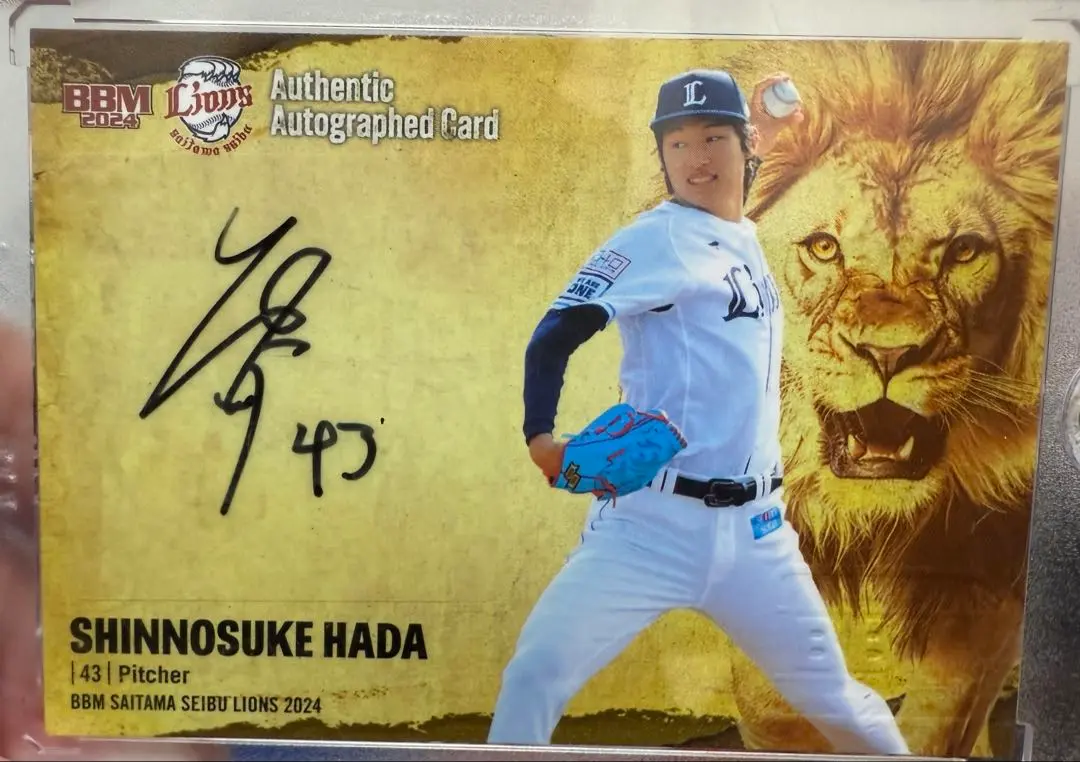 BBM
2024
Lions
Saitama Seibu
Authentic
Autographed Card
L
ONE
Lions
43
SHINNOSUKE HADA
|43| Pitcher
BBM SAITAMA SEIBU LIONS 2024